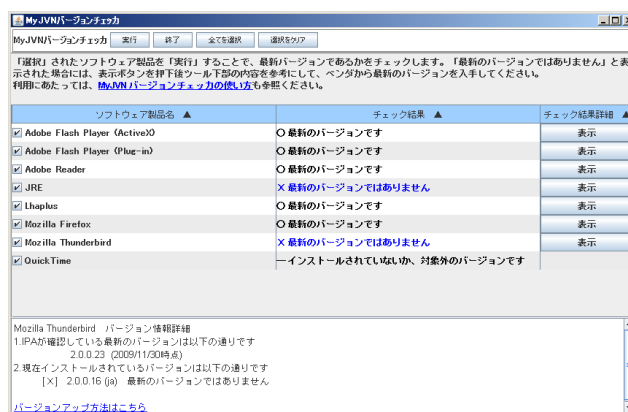 MyJVNバージョンチェッカ
MyJVNバージョンチェッカ 実行 終了 全てを選択 選択をクリア
「選択」されたソフトウェア製品を「実行」することで、最新バージョンであるかをチェックします。「最新のバージョンではありません」と表
示された場合には、表示ボタンを押下後ツール下部の内容を参考にして、ベンダから最新のバージョンを入手してください。
利用にあたっては、MyJVNバージョンチェッカの使い方も参照ください。
ソフトウェア製品名 ▲ チェック結果 ▲ チェック結果詳細 ▲
Adobe Flash Player (ActiveX) ○ 最新のバージョンです 表示
Adobe Flash Player (Plug-in) ○ 最新のバージョンです 表示
Adobe Reader ○ 最新のバージョンです 表示
JRE X 最新のバージョンではありません 表示
Lhaplus ○ 最新のバージョンです 表示
Mozilla Firefox ○ 最新のバージョンです 表示
Mozilla Thunderbird X 最新のバージョンではありません 表示
QuickTime ーインストールされていないか、対象外のバージョンです
Mozilla Thunderbird バージョン情報詳細
1.IPAが確認している最新のバージョンは以下の通りです
2.0.0.23 (2009/11/30時点)
2.現在インストールされているバージョンは以下の通りです
[X] 2.0.0.16 (ja) 最新のバージョンではありません
バージョンアップ方法はこちら